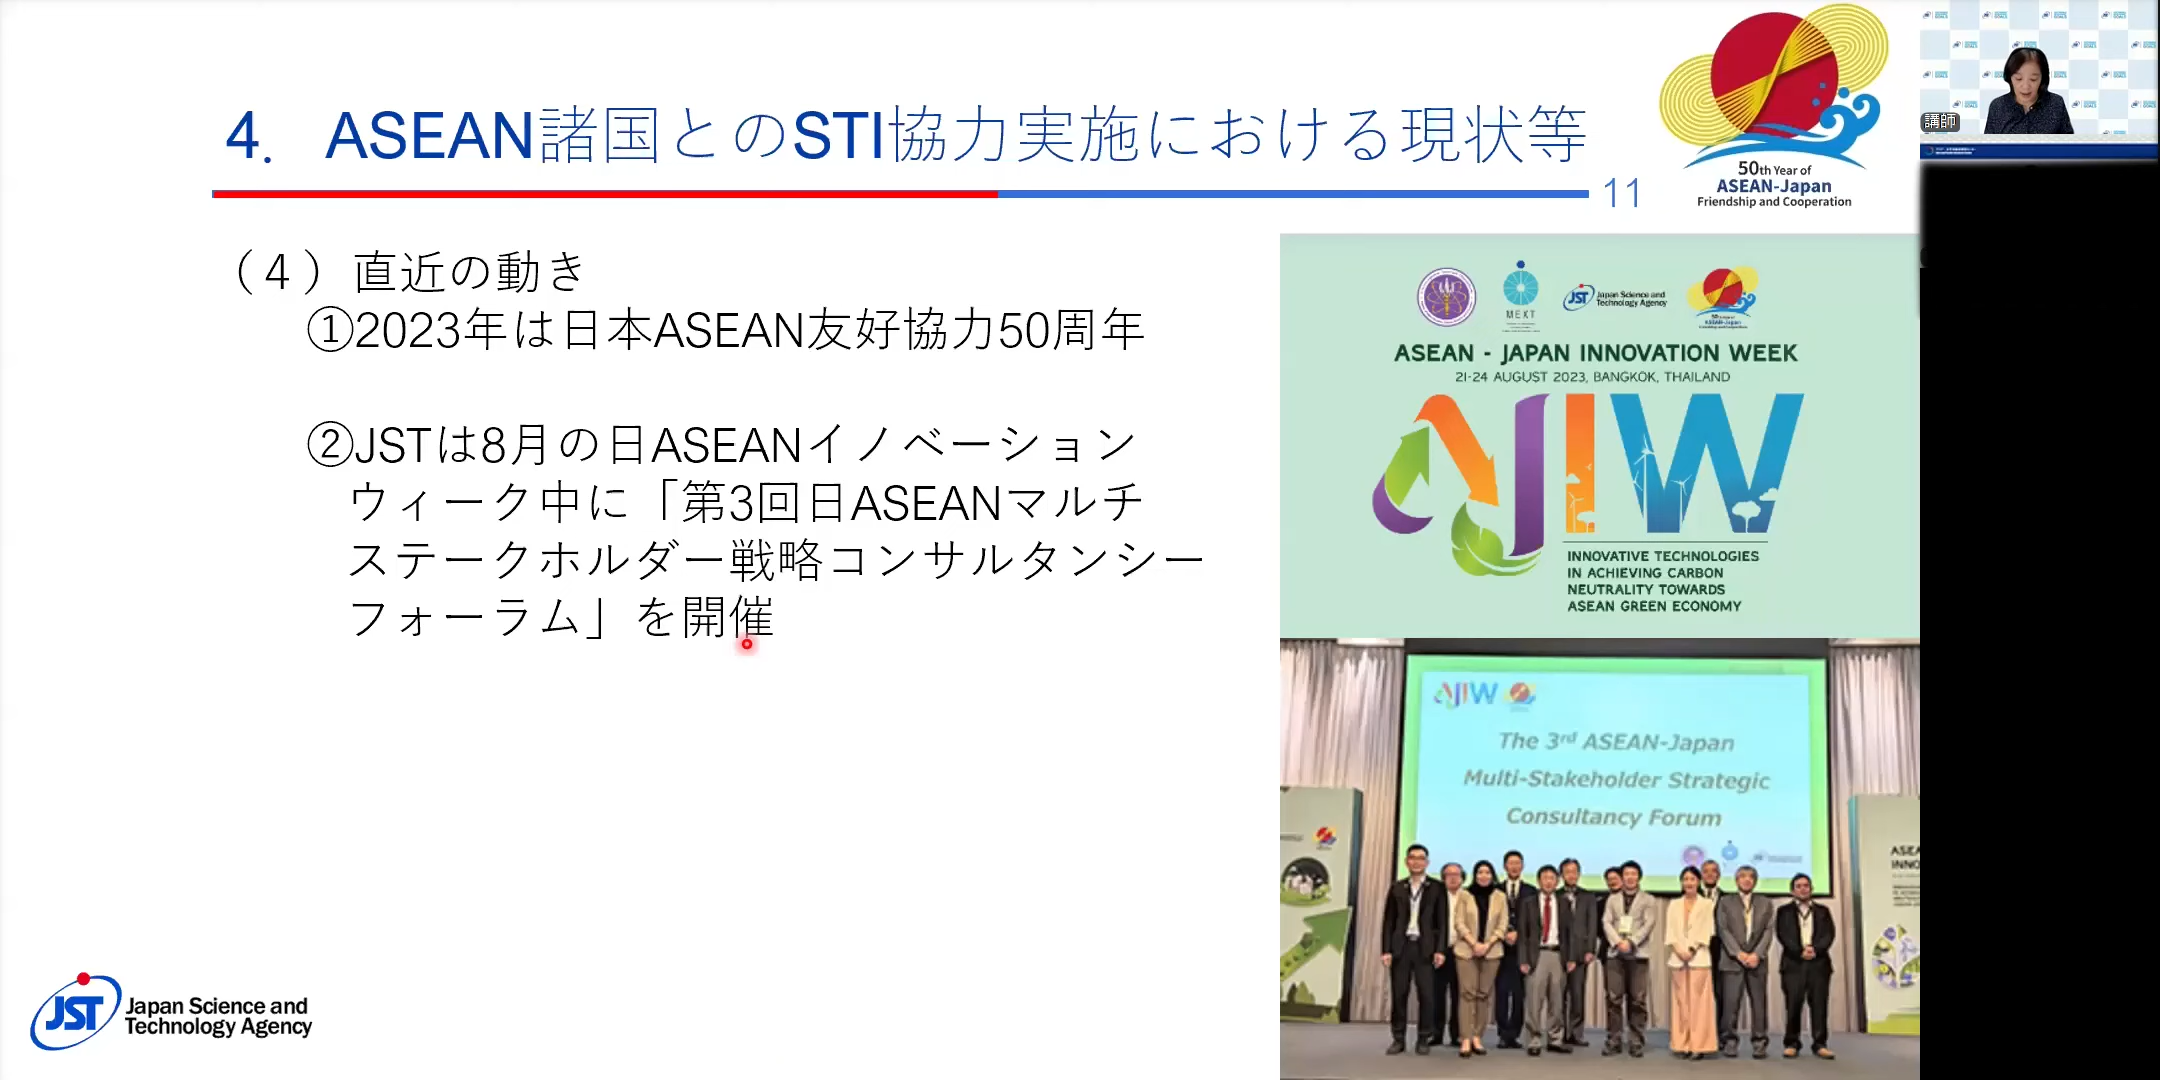 4． ASEAN諸国とのSTI協力実施における現状等
11
50th Year of
ASEAN-Japan
Friendship and Cooperation
講師
（４）直近の動き
①2023年は日本ASEAN友好協力50周年
②JSTは8月の日ASEANイノベーション
ウィーク中に「第3回日ASEANマルチ
ステークホルダー戦略コンサルタンシー
フォーラム」を開催
MEXT
JST Japan Science and
Technology Agency
ASEAN - JAPAN INNOVATION WEEK
21-24 AUGUST 2023, BANGKOK, THAILAND
AJIW
INNOVATIVE TECHNOLOGIES
IN ACHIEVING CARBON
NEUTRALITY TOWARDS
ASEAN GREEN ECONOMY
AJIW
The 3rd ASEAN-Japan
Multi-Stakeholder Strategic
Consultancy Forum
JST Japan Science and
Technology Agency